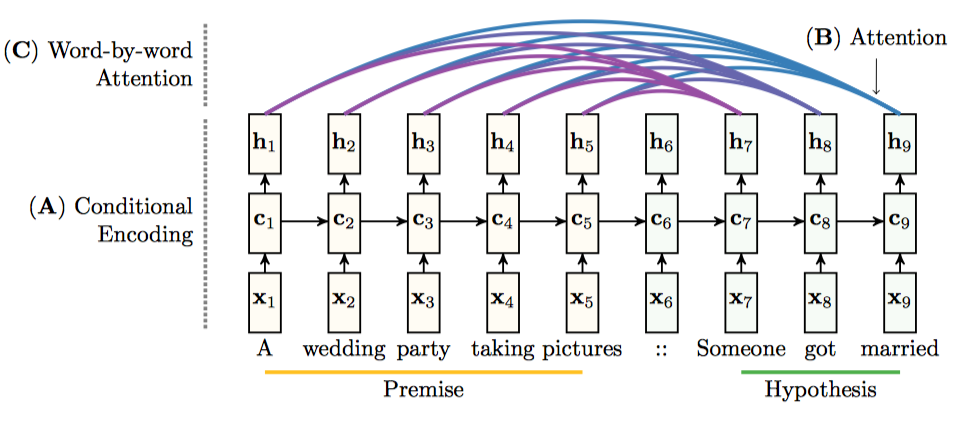 (C) Word-by-word
Attention
(B) Attention
h1 h2 h3 h4 h5 h6 h7 h8 h9
(A) Conditional
Encoding
c1 c2 c3 c4 c5 c6 c7 c8 c9
x1 x2 x3 x4 x5 x6 x7 x8 x9
A wedding party taking pictures :: Someone got married
Premise Hypothesis